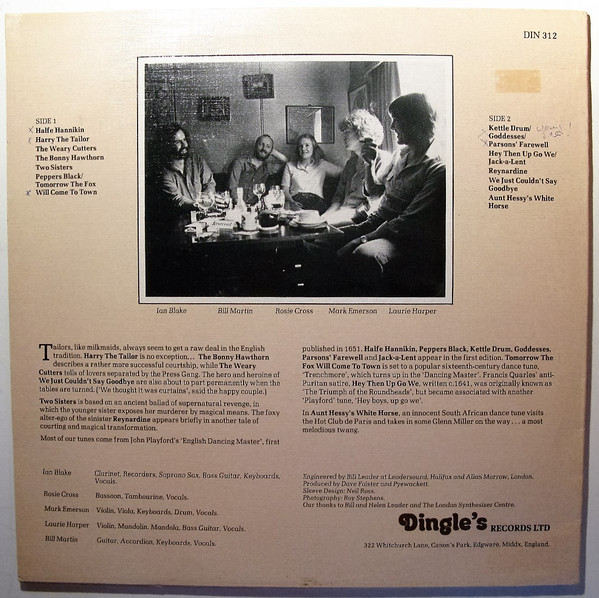 DIN 312
SIDE 1
Halfe Hannikin
Harry The Tailor
The Weary Cutters
The Bonny Hawthorn
Two Sisters
Peppers Black/
Tomorrow The Fox
Will Come To Town
SIDE 2
Kettle Drum/
Goddesses/
Parsons' Farewell
Hey Then Up Go We/
Jack-a-Lent
Reynardine
We Just Couldn't Say
Goodbye
Aunt Hessy's White
Horse
Reserved
Ian Blake Bill Martin Rosie Cross Mark Emerson Laurie Harper
Tailors, like milkmaids, always seem to get a raw deal in the English
tradition. Harry The Tailor is no exception... The Bonny Hawthorn
describes a rather more successful courtship, while The Weary
Cutters tells of lovers separated by the Press Gang. The hero and heroine of
We Just Couldn't Say Goodbye are also about to part permanently when the
tables are turned. ['We thought it was curtains', said the happy couple.]
Two Sisters is based on an ancient ballad of supernatural revenge, in
which the younger sister exposes her murderer by magical means. The foxy
alter-ego of the sinister Reynardine appears briefly in another tale of
courting and magical transformation.
Most of our tunes come from John Playford's 'English Dancing Master', first
published in 1651. Halfe Hannikin, Peppers Black, Kettle Drum, Goddesses,
Parsons' Farewell and Jack-a-Lent appear in the first edition. Tomorrow The
Fox Will Come To Town is set to a popular sixteenth-century dance tune,
'Trenchmore', which turns up in the 'Dancing Master'. Francis Quarles' anti-
Puritan satire, Hey Then Up Go We, written c.1641, was originally known as
'The Triumph of the Roundheads', but became associated with another
'Playford' tune, 'Hey boys, up go we'.
In Aunt Hessy's White Horse, an innocent South African dance tune visits
the Hot Club de Paris and takes in some Glenn Miller on the way... a most
melodious twang.
Ian Blake Clarinet, Recorders, Soprano Sax, Bass Guitar, Keyboards,
Vocals.
Rosie Cross Bassoon, Tambourine, Vocals.
Mark Emerson Violin, Viola, Keyboards, Drum, Vocals.
Laurie Harper Violin, Mandolin, Mandola, Bass Guitar, Vocals.
Bill Martin Guitar, Accordion, Keyboards, Vocals.
Engineered by Bill Leader at Leadersound, Halifax and Allan Morrow, London.
Produced by Dave Foister and Pyewackett.
Sleeve Design: Neil Ross.
Photography: Roy Stephens.
Our thanks to Bill and Helen Leader and The London Synthesizer Centre.
Dingle's RECORDS LTD
322 Whitchurch Lane, Canon's Park, Edgware, Middx, England.